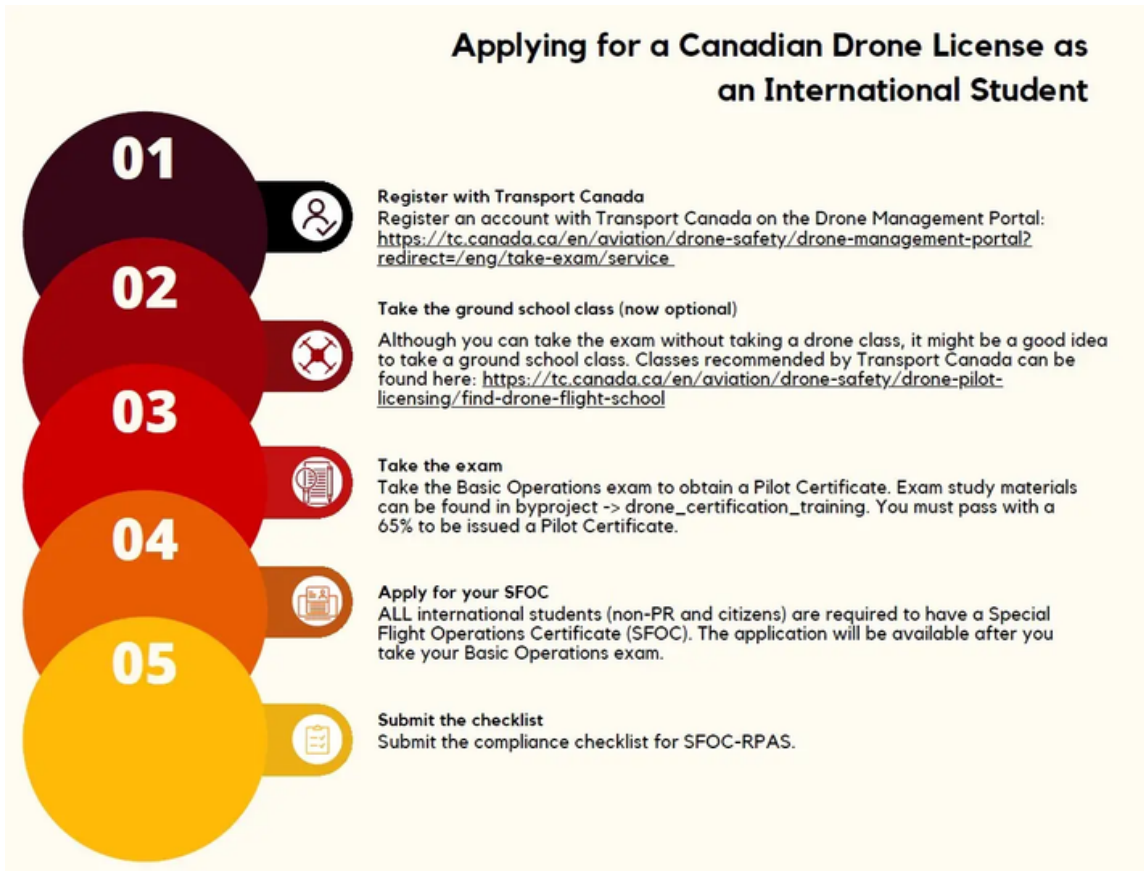 Applying for a Canadian Drone License as
an International Student
01
Register with Transport Canada
Register an account with Transport Canada on the Drone Management Portal:
https://tc.canada.ca/en/aviation/drone-safety/drone-management-portal?
redirect=/eng/take-exam/service
02
Take the ground school class (now optional)
Although you can take the exam without taking a drone class, it might be a good idea
to take a ground school class. Classes recommended by Transport Canada can be
found here: https://tc.canada.ca/en/aviation/drone-safety/drone-pilot-
licensing/find-drone-flight-school
03
Take the exam
Take the Basic Operations exam to obtain a Pilot Certificate. Exam study materials
can be found in byproject -> drone_certification_training. You must pass with a
65% to be issued a Pilot Certificate.
04
Apply for your SFOC
ALL international students (non-PR and citizens) are required to have a Special
Flight Operations Certificate (SFOC). The application will be available after you
take your Basic Operations exam.
05
Submit the checklist
Submit the compliance checklist for SFOC-RPAS.